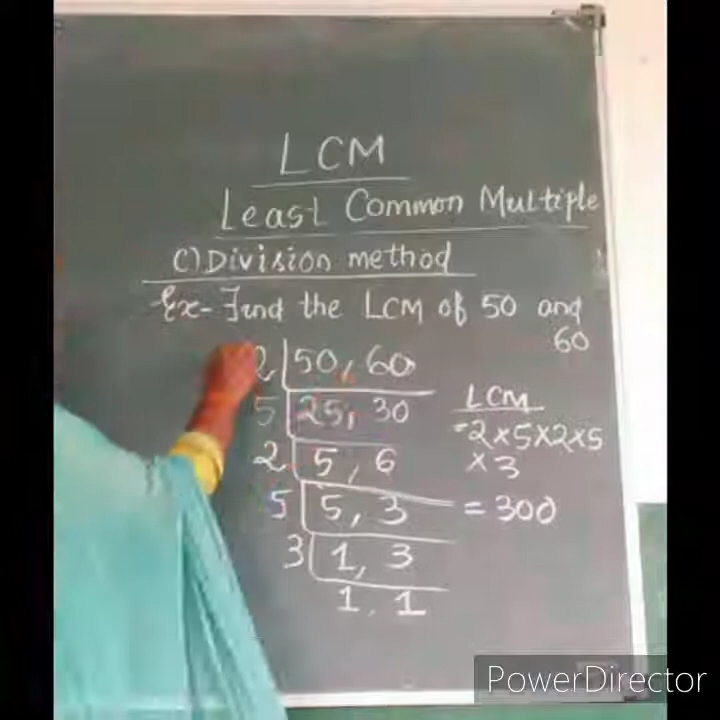 LCM
Least Common Multiple
C) Division method
Ex- Find the LCM of 50 and
60
2 | 50, 60
5 | 25, 30
2 | 5, 6
5 | 5, 3
3 | 1, 3
1, 1
LCM
= 2 × 5 × 2 × 5
× 3
= 300
PowerDirector